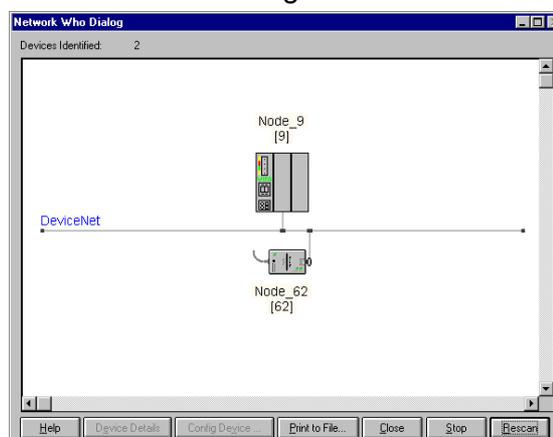 Network Who Dialog
Devices Identified: 2
Node_9
[9]
DeviceNet
Node_62
[62]
Help Device Details Config Device ... Print to File... Close Stop Rescan